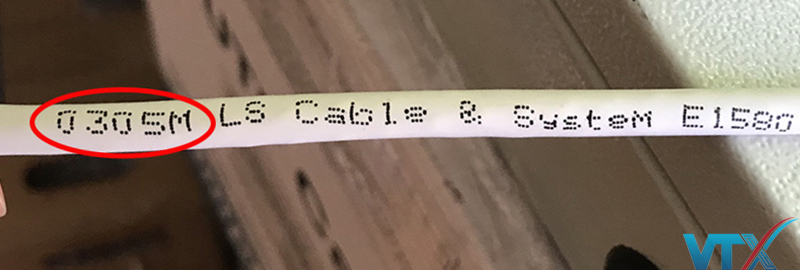 0305M LS Cable & System E1580
VTX